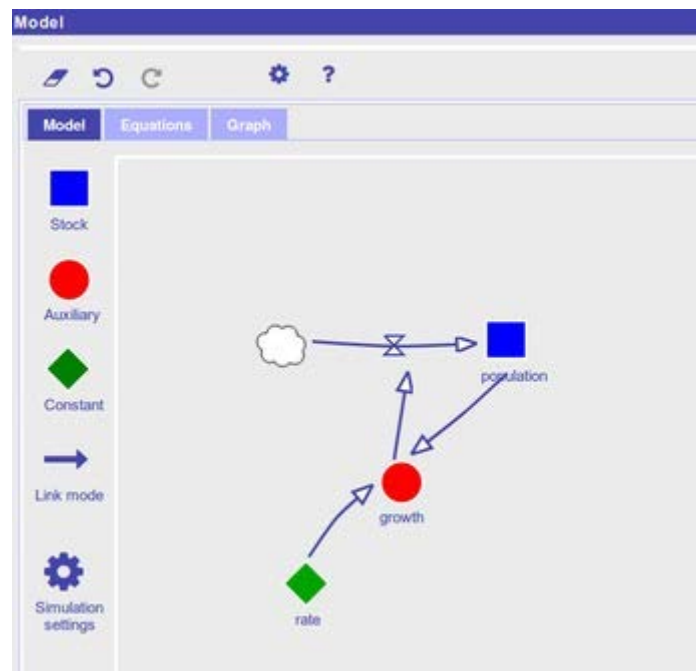 Model
?
Model Equations Graph
Stock
Auxiliary
Constant
Link mode
Simulation
settings
population
growth
rate